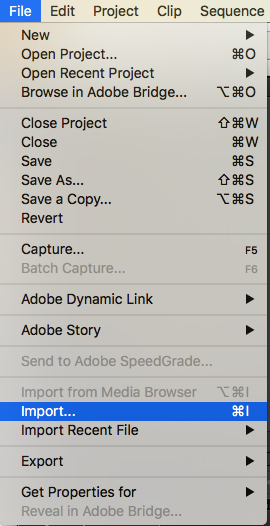 File Edit Project Clip Sequence
New ▶
Open Project... ⌘O
Open Recent Project ▶
Browse in Adobe Bridge... ⌥⌘O
Close Project ⇧⌘W
Close ⌘W
Save ⌘S
Save As... ⇧⌘S
Save a Copy... ⌥⌘S
Revert
Capture... F5
Batch Capture... F6
Adobe Dynamic Link ▶
Adobe Story ▶
Send to Adobe SpeedGrade...
Import from Media Browser ⌥⌘I
Import... ⌘I
Import Recent File ▶
Export ▶
Get Properties for ▶
Reveal in Adobe Bridge...